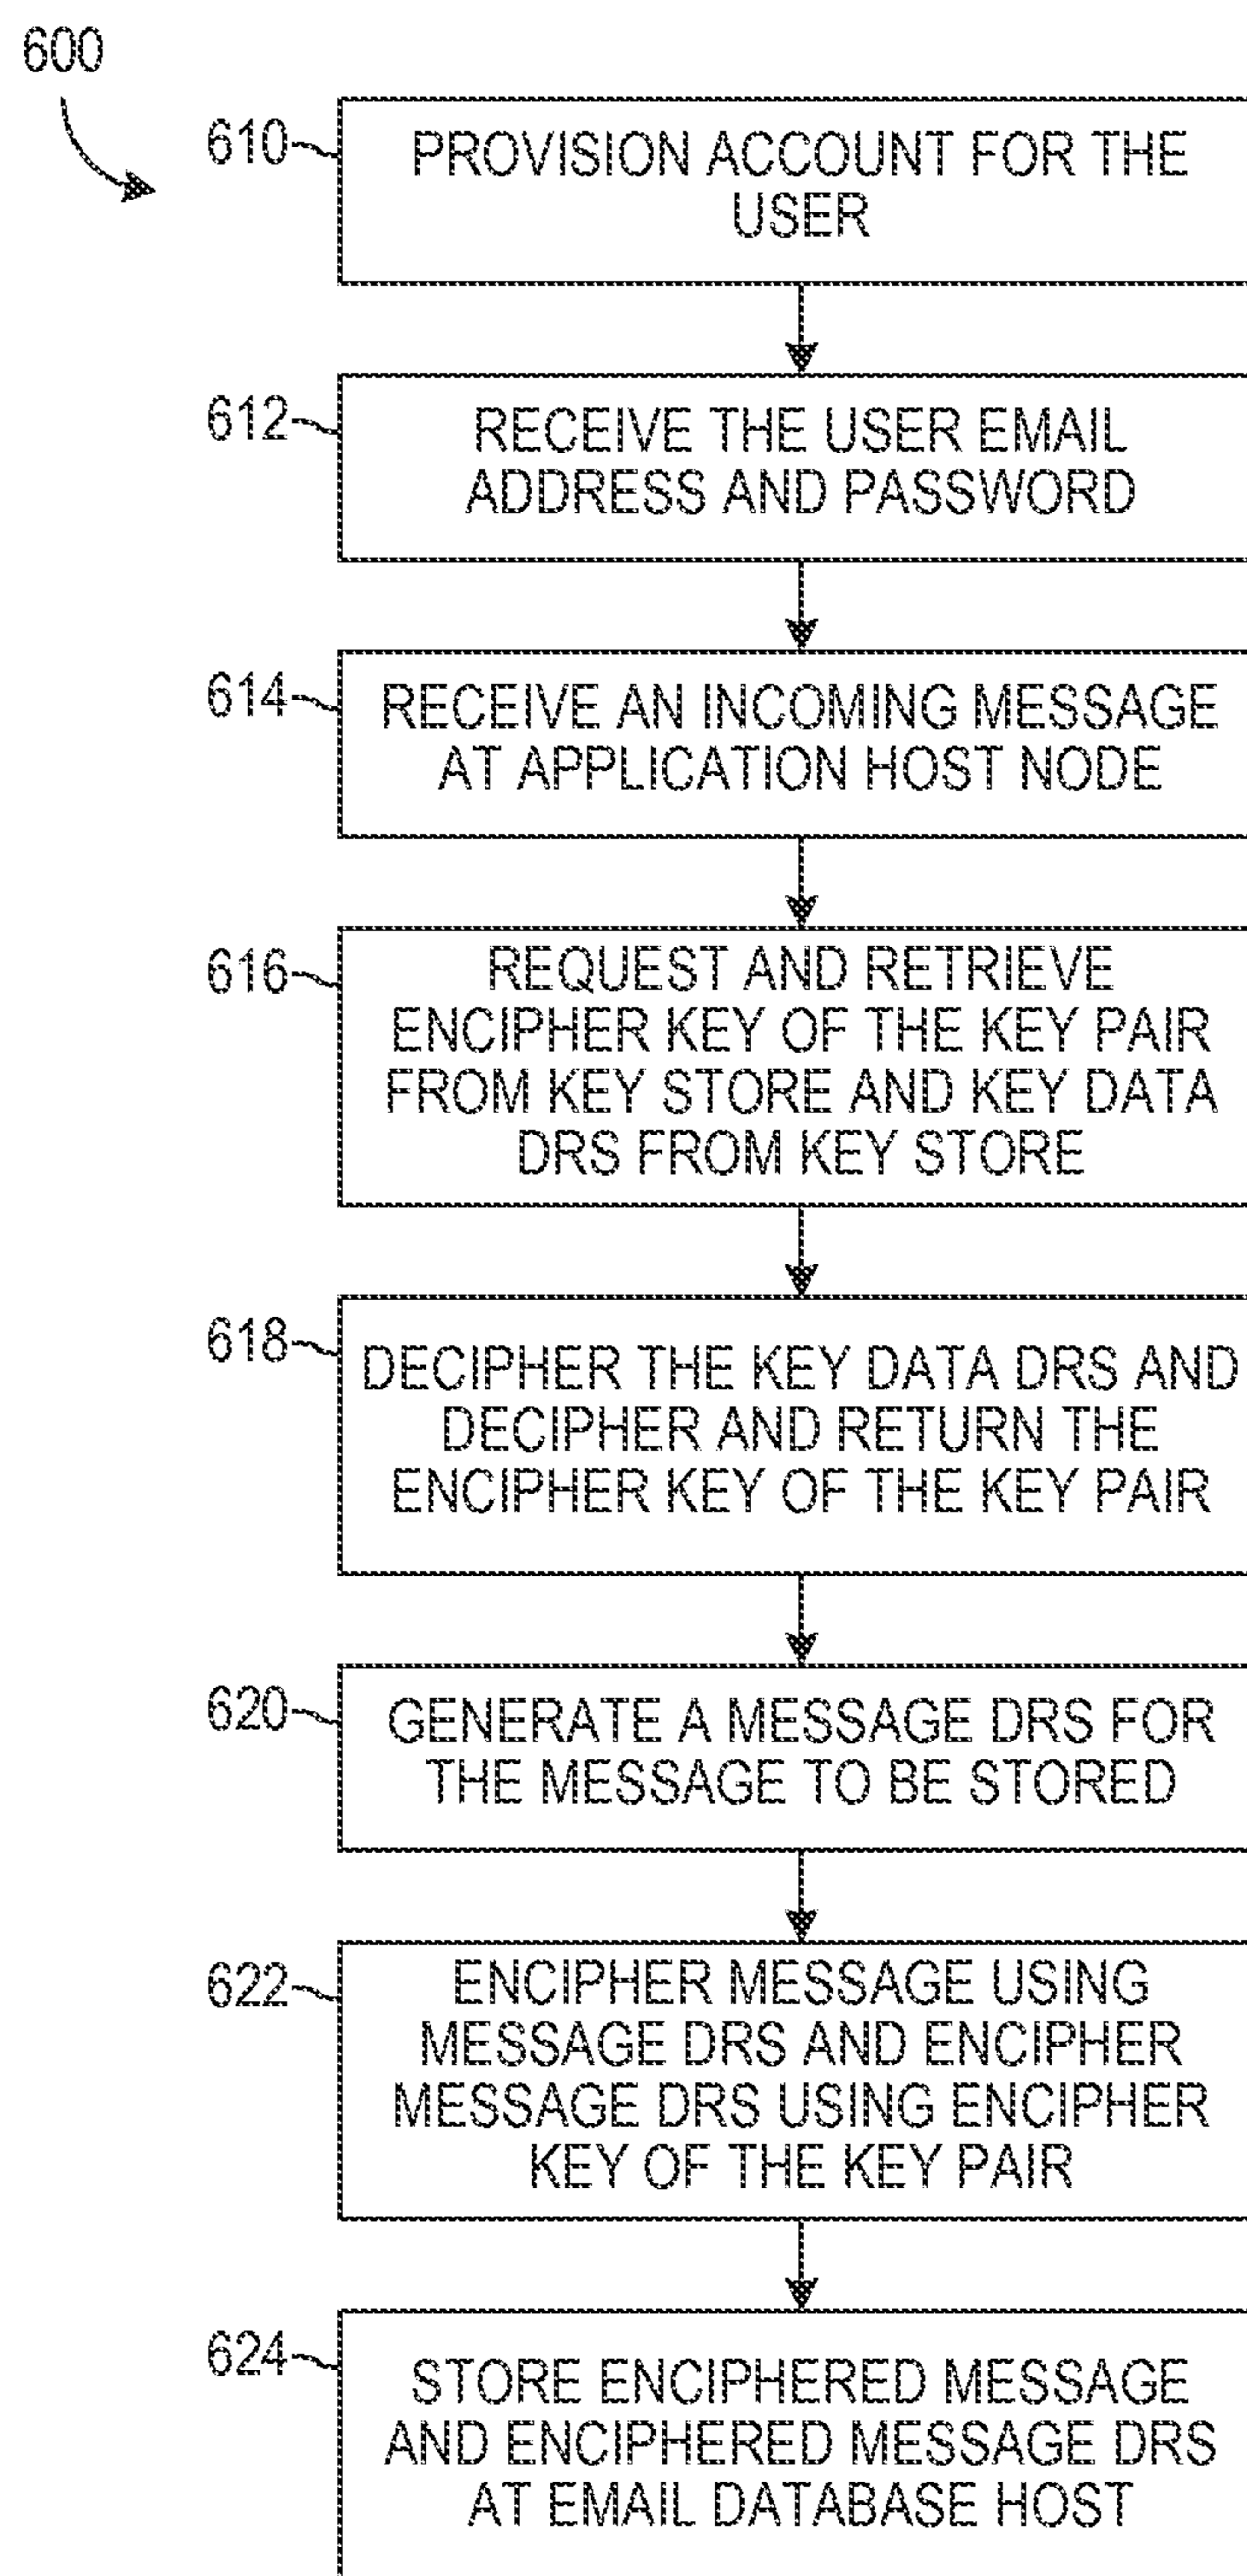 600
610
PROVISION ACCOUNT FOR THE
USER
612
RECEIVE THE USER EMAIL
ADDRESS AND PASSWORD
614
RECEIVE AN INCOMING MESSAGE
AT APPLICATION HOST NODE
616
REQUEST AND RETRIEVE
ENCIPHER KEY OF THE KEY PAIR
FROM KEY STORE AND KEY DATA
DRS FROM KEY STORE
618
DECIPHER THE KEY DATA DRS AND
DECIPHER AND RETURN THE
ENCIPHER KEY OF THE KEY PAIR
620
GENERATE A MESSAGE DRS FOR
THE MESSAGE TO BE STORED
622
ENCIPHER MESSAGE USING
MESSAGE DRS AND ENCIPHER
MESSAGE DRS USING ENCIPHER
KEY OF THE KEY PAIR
624
STORE ENCIPHERED MESSAGE
AND ENCIPHERED MESSAGE DRS
AT EMAIL DATABASE HOST